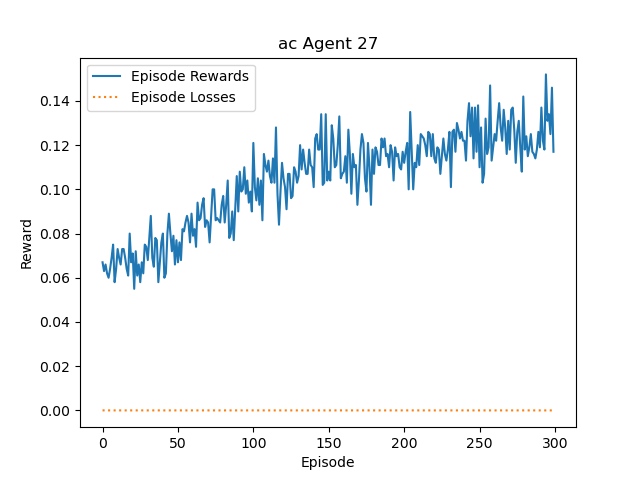 ac Agent 27
Episode Rewards
Episode Losses
Reward
0.14
0.12
0.10
0.08
0.06
0.04
0.02
0.00
0 50 100 150 200 250 300
Episode